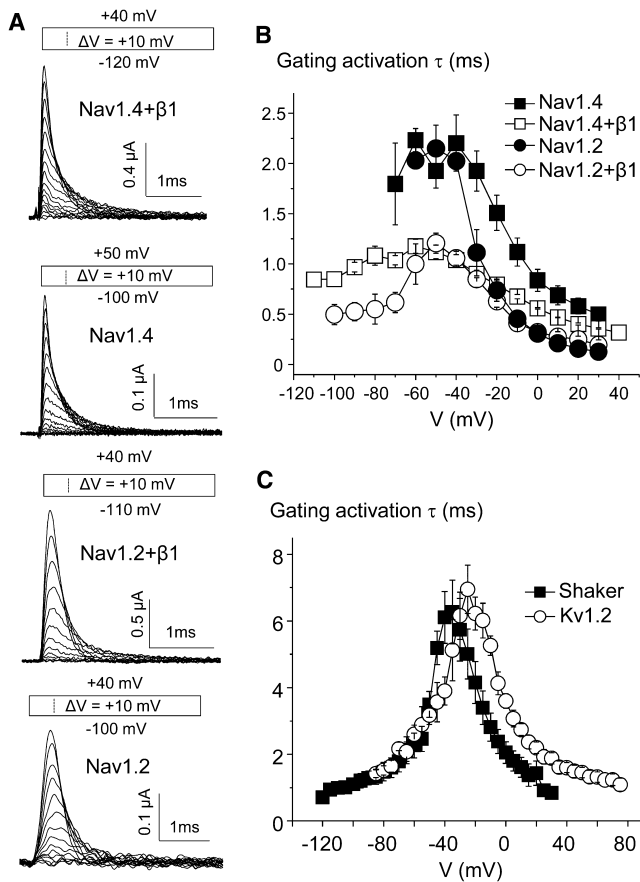 A
+40 mV
ΔV = +10 mV
-120 mV
Nav1.4+β1
0.4 µA
1ms
+50 mV
ΔV = +10 mV
-100 mV
Nav1.4
0.1 µA
1ms
+40 mV
ΔV = +10 mV
-110 mV
Nav1.2+β1
0.5 µA
1ms
+40 mV
ΔV = +10 mV
-100 mV
Nav1.2
0.1 µA
1ms
B
Gating activation τ (ms)
Nav1.4
Nav1.4+β1
Nav1.2
Nav1.2+β1
2.5
2.0
1.5
1.0
0.5
0
-120 -100 -80 -60 -40 -20 0 20 40
V (mV)
C
Gating activation τ (ms)
Shaker
Kv1.2
8
6
4
2
0
-120 -80 -40 0 40 80
V (mV)